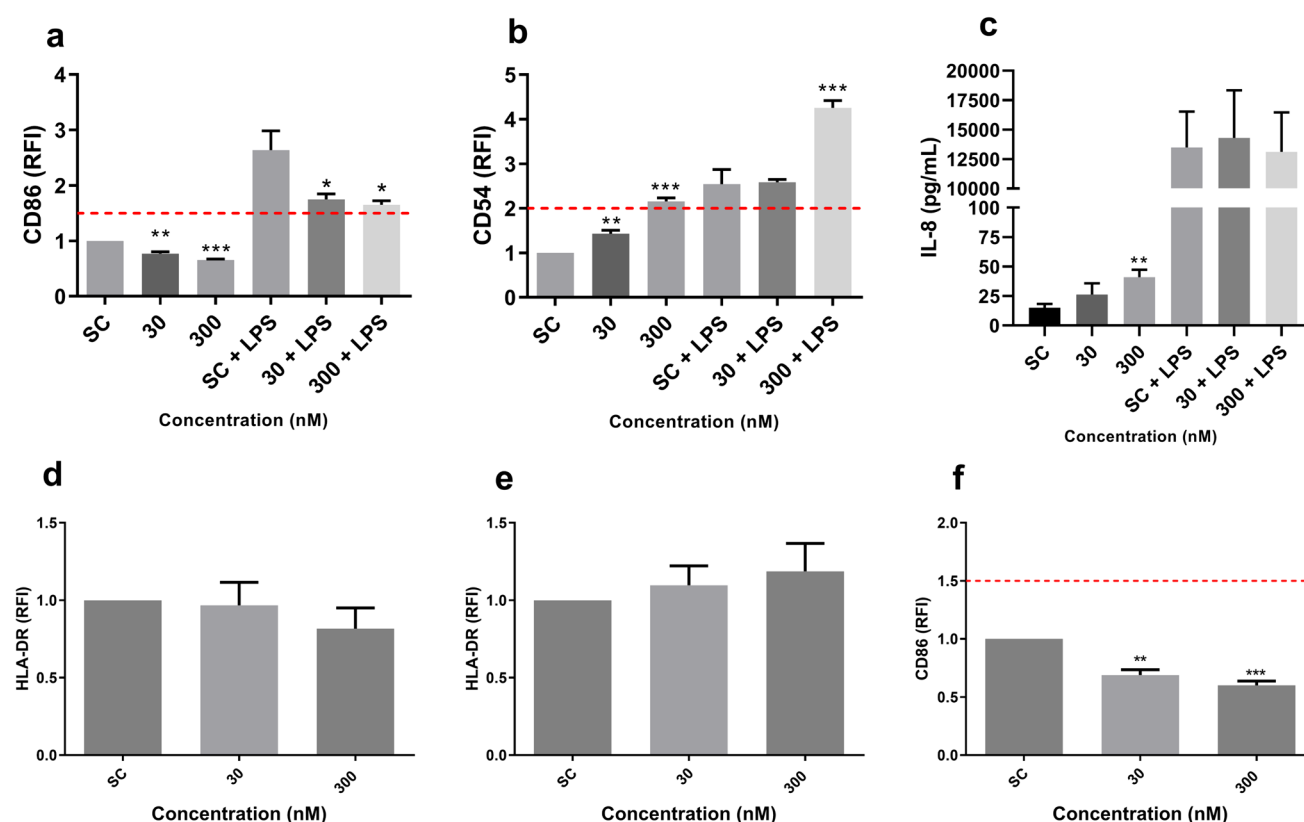 a
CD86 (RFI)
4
3
2
1
0
**
***
*
*
SC
30
300
SC + LPS
30 + LPS
300 + LPS
Concentration (nM)
b
CD54 (RFI)
5
4
3
2
1
0
**
***
***
SC
30
300
SC + LPS
30 + LPS
300 + LPS
Concentration (nM)
c
IL-8 (pg/mL)
20000
17500
15000
12500
10000
100
75
50
25
0
**
SC
30
300
SC + LPS
30 + LPS
300 + LPS
Concentration (nM)
d
HLA-DR (RFI)
1.5
1.0
0.5
0.0
SC
30
300
Concentration (nM)
e
HLA-DR (RFI)
1.5
1.0
0.5
0.0
SC
30
300
Concentration (nM)
f
CD86 (RFI)
2.0
1.5
1.0
0.5
0.0
**
***
SC
30
300
Concentration (nM)